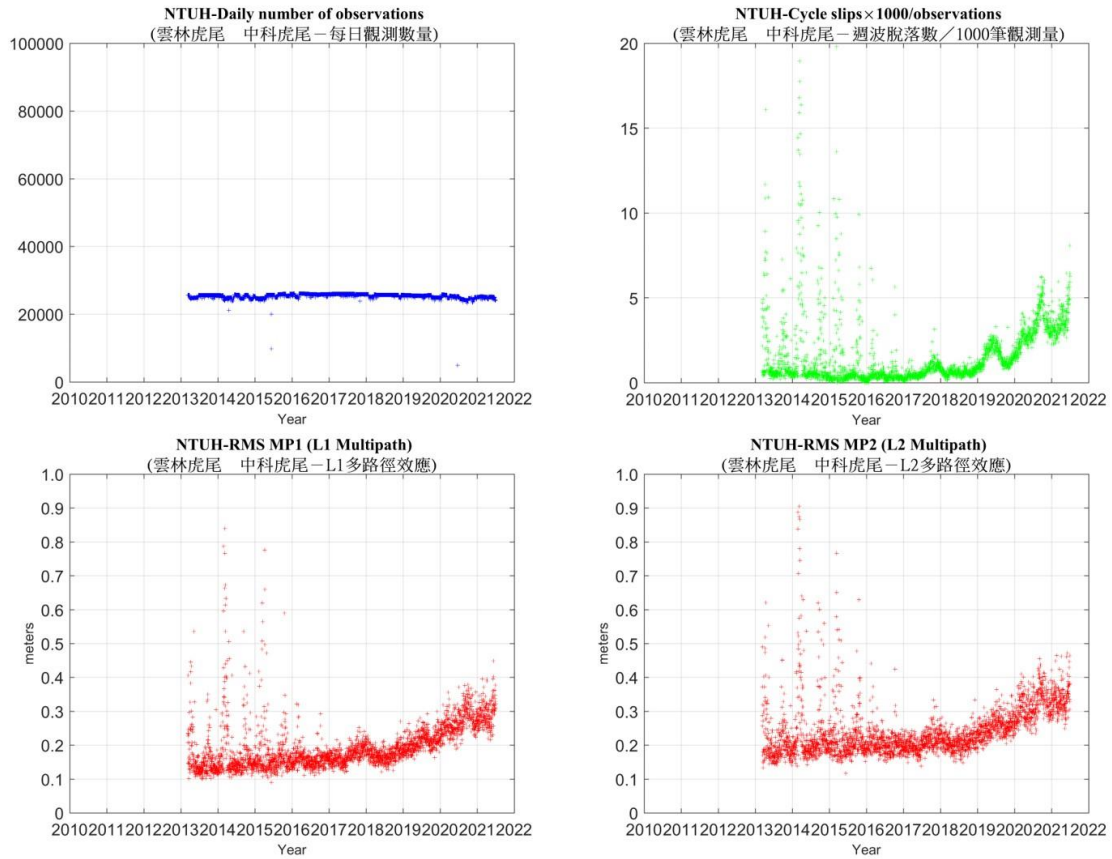 NTUH-Daily number of observations
(雲林虎尾 中科虎尾－每日觀測數量)
100000
80000
60000
40000
20000
0
2010 2011 2012 2013 2014 2015 2016 2017 2018 2019 2020 2021 2022
Year
NTUH-Cycle slips×1000/observations
(雲林虎尾 中科虎尾－週波脫落數／1000筆觀測量)
20
15
10
5
0
2010 2011 2012 2013 2014 2015 2016 2017 2018 2019 2020 2021 2022
Year
NTUH-RMS MP1 (L1 Multipath)
(雲林虎尾 中科虎尾－L1多路徑效應)
meters
1.0
0.9
0.8
0.7
0.6
0.5
0.4
0.3
0.2
0.1
0
2010 2011 2012 2013 2014 2015 2016 2017 2018 2019 2020 2021 2022
Year
NTUH-RMS MP2 (L2 Multipath)
(雲林虎尾 中科虎尾－L2多路徑效應)
meters
1.0
0.9
0.8
0.7
0.6
0.5
0.4
0.3
0.2
0.1
0
2010 2011 2012 2013 2014 2015 2016 2017 2018 2019 2020 2021 2022
Year